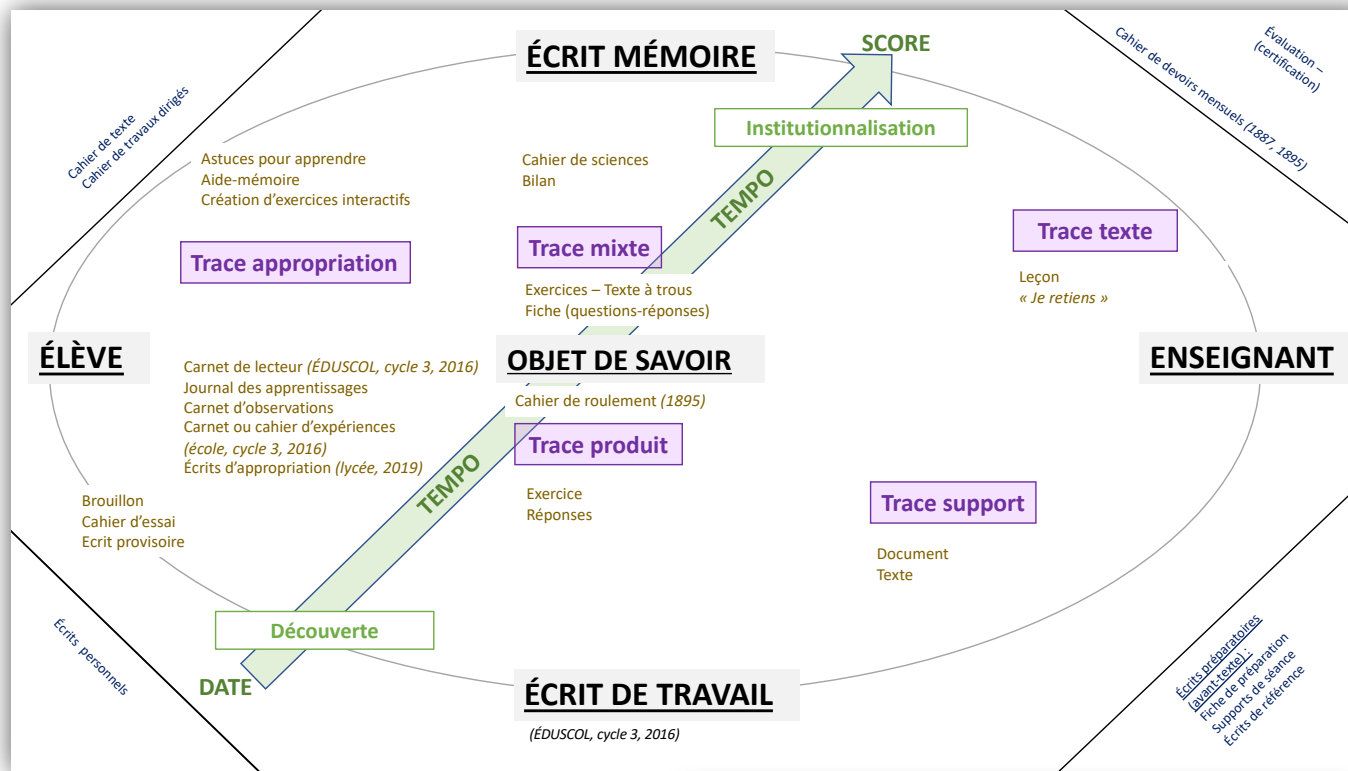 ÉCRIT MÉMOIRE
SCORE
Cahier de texte
Cahier de travaux dirigés
Évaluation –
(certification)
Cahier de devoirs mensuels (1887, 1895)
Institutionnalisation
Astuces pour apprendre
Aide-mémoire
Création d'exercices interactifs
Cahier de sciences
Bilan
TEMPO
Trace appropriation
Trace mixte
Trace texte
Exercices – Texte à trous
Fiche (questions-réponses)
Leçon
« Je retiens »
ÉLÈVE
OBJET DE SAVOIR
ENSEIGNANT
Carnet de lecteur (ÉDUSCOL, cycle 3, 2016)
Journal des apprentissages
Carnet d'observations
Carnet ou cahier d'expériences
(école, cycle 3, 2016)
Écrits d'appropriation (lycée, 2019)
Cahier de roulement (1895)
Trace produit
TEMPO
Exercice
Réponses
Trace support
Document
Texte
Brouillon
Cahier d'essai
Ecrit provisoire
Découverte
DATE
Écrits personnels
ÉCRIT DE TRAVAIL
(ÉDUSCOL, cycle 3, 2016)
Écrits préparatoires
(avant-texte) :
Fiche de préparation
Supports de séance
Écrits de référence